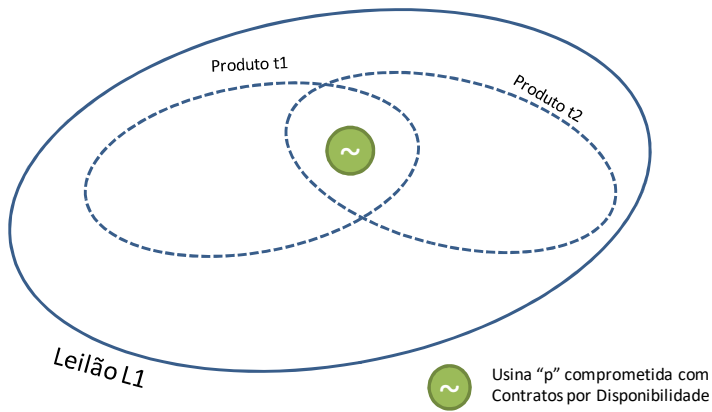 Produto t1
Produto t2
~
Leilão L1
~
Usina “p” comprometida com
Contratos por Disponibilidade